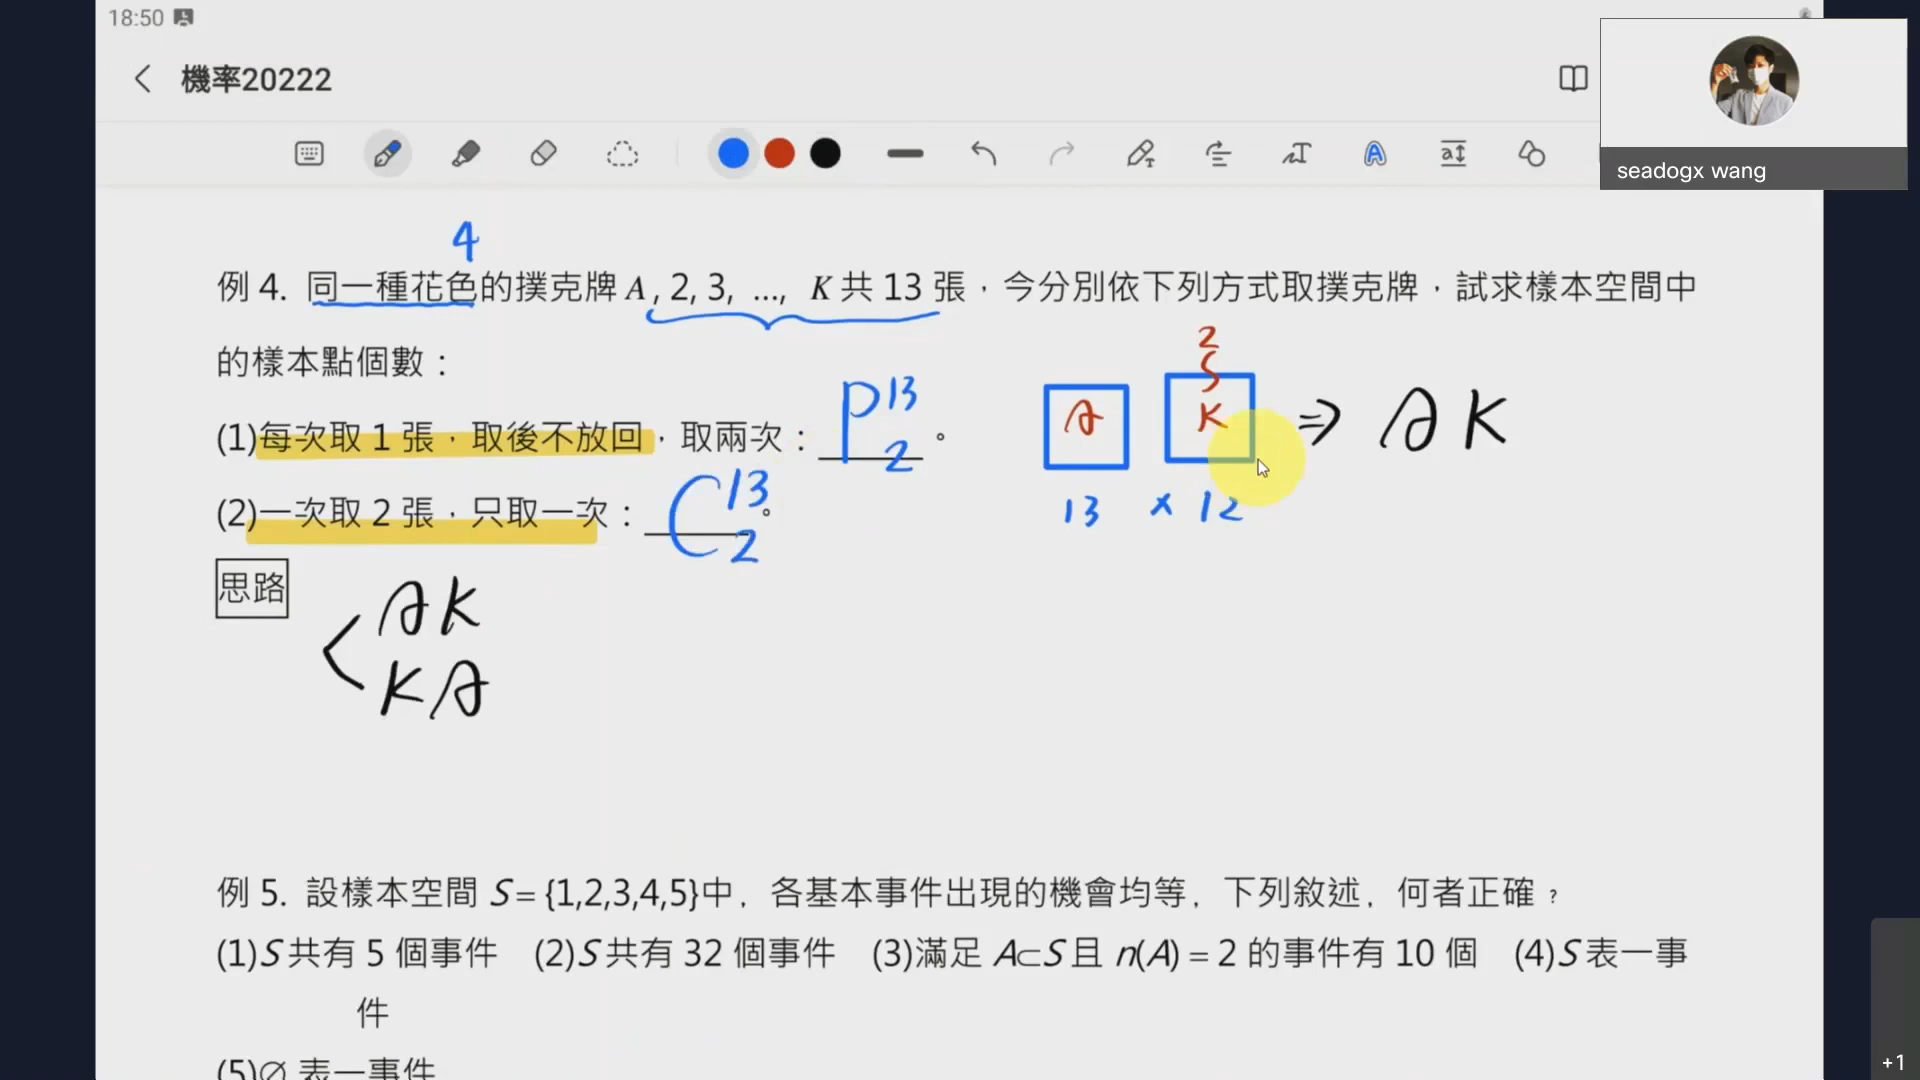 18:50
機率20222
seadogx wang
4
例 4. 同一種花色的撲克牌 A , 2, 3, ..., K 共 13 張，今分別依下列方式取撲克牌，試求樣本空間中
的樣本點個數：
(1)每次取 1 張，取後不放回，取兩次： P 13 2 。
(2)一次取 2 張，只取一次： C 13 2 。
2
A K ⇒ A K
13 × 12
思路
A K
K A
例 5. 設樣本空間 S = {1,2,3,4,5}中，各基本事件出現的機會均等，下列敘述，何者正確﹖
(1)S 共有 5 個事件 (2)S 共有 32 個事件 (3)滿足 A⊂S 且 n(A) = 2 的事件有 10 個 (4)S 表一事
件
(5)∅ 表一事件
+1